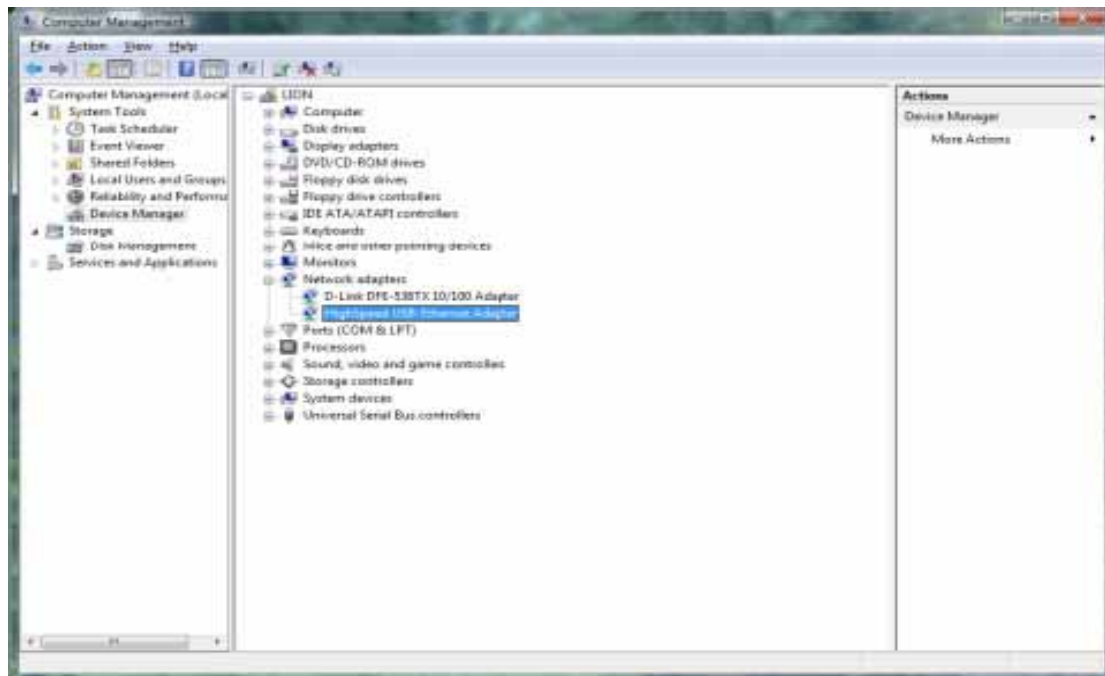 Computer Management
File Action View Help
Computer Management (Local
System Tools
Task Scheduler
Event Viewer
Shared Folders
Local Users and Groups
Reliability and Performa
Device Manager
Storage
Disk Management
Services and Applications
LION
Computer
Disk drives
Display adapters
DVD/CD-ROM drives
Floppy disk drives
Floppy drive controllers
IDE ATA/ATAPI controllers
Keyboards
Mice and other pointing devices
Monitors
Network adapters
D-Link DFE-538TX 10/100 Adapter
HighSpeed USB-Ethernet Adapter
Ports (COM & LPT)
Processors
Sound, video and game controllers
Storage controllers
System devices
Universal Serial Bus controllers
Actions
Device Manager
More Actions